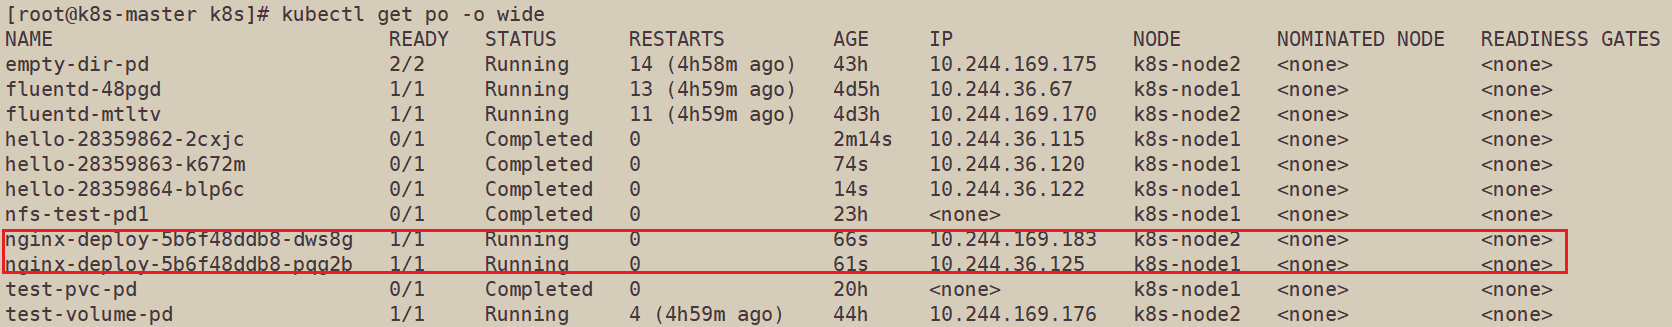 [root@k8s-master k8s]# kubectl get po -o wide
NAME READY STATUS RESTARTS AGE IP NODE NOMINATED NODE READINESS GATES
empty-dir-pd 2/2 Running 14 (4h58m ago) 43h 10.244.169.175 k8s-node2 <none> <none>
fluentd-48pgd 1/1 Running 13 (4h59m ago) 4d5h 10.244.36.67 k8s-node1 <none> <none>
fluentd-mtltv 1/1 Running 11 (4h59m ago) 4d3h 10.244.169.170 k8s-node2 <none> <none>
hello-28359862-2cxjc 0/1 Completed 0 2m14s 10.244.36.115 k8s-node1 <none> <none>
hello-28359863-k672m 0/1 Completed 0 74s 10.244.36.120 k8s-node1 <none> <none>
hello-28359864-blp6c 0/1 Completed 0 14s 10.244.36.122 k8s-node1 <none> <none>
nfs-test-pd1 0/1 Completed 0 23h <none> k8s-node1 <none> <none>
nginx-deploy-5b6f48ddb8-dws8g 1/1 Running 0 66s 10.244.169.183 k8s-node2 <none> <none>
nginx-deploy-5b6f48ddb8-pqg2b 1/1 Running 0 61s 10.244.36.125 k8s-node1 <none> <none>
test-pvc-pd 0/1 Completed 0 20h <none> k8s-node1 <none> <none>
test-volume-pd 1/1 Running 4 (4h59m ago) 44h 10.244.169.176 k8s-node2 <none> <none>